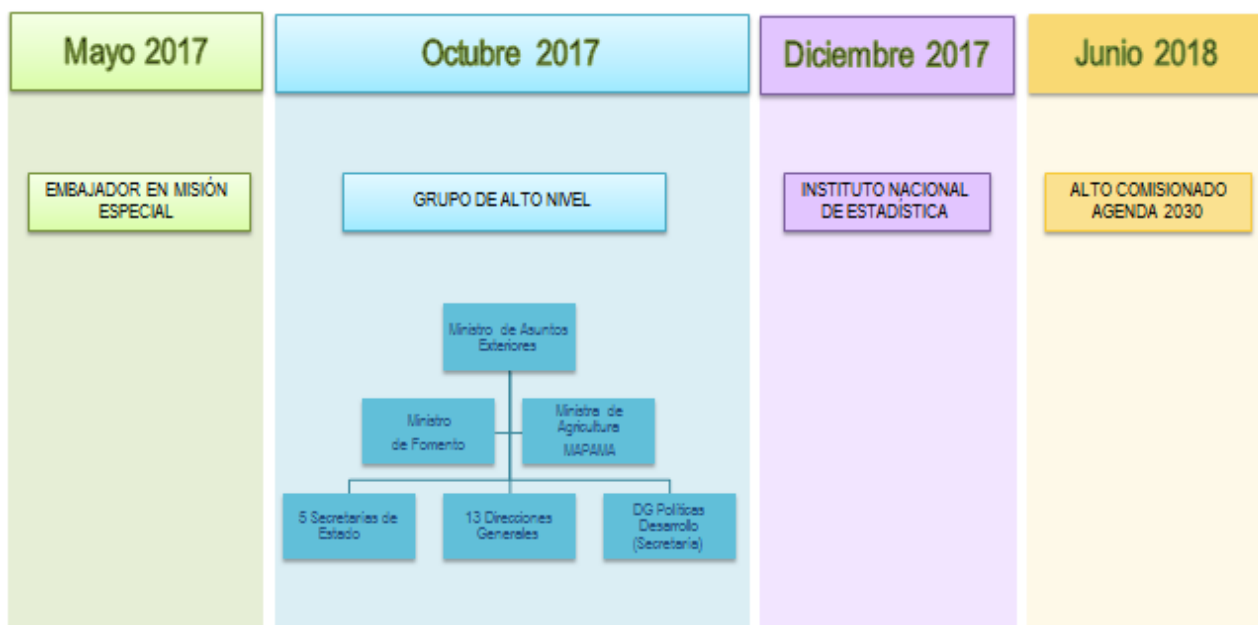 Mayo 2017
Octubre 2017
Diciembre 2017
Junio 2018
EMBAJADOR EN MISIÓN
ESPECIAL
GRUPO DE ALTO NIVEL
INSTITUTO NACIONAL
DE ESTADÍSTICA
ALTO COMISIONADO
AGENDA 2030
Ministro de Asuntos
Exteriores
Ministro
de Fomento
Ministra de
Agricultura
MAPAMA
5 Secretarías de
Estado
13 Direcciones
Generales
DG Políticas
Desarrollo
(Secretaría)